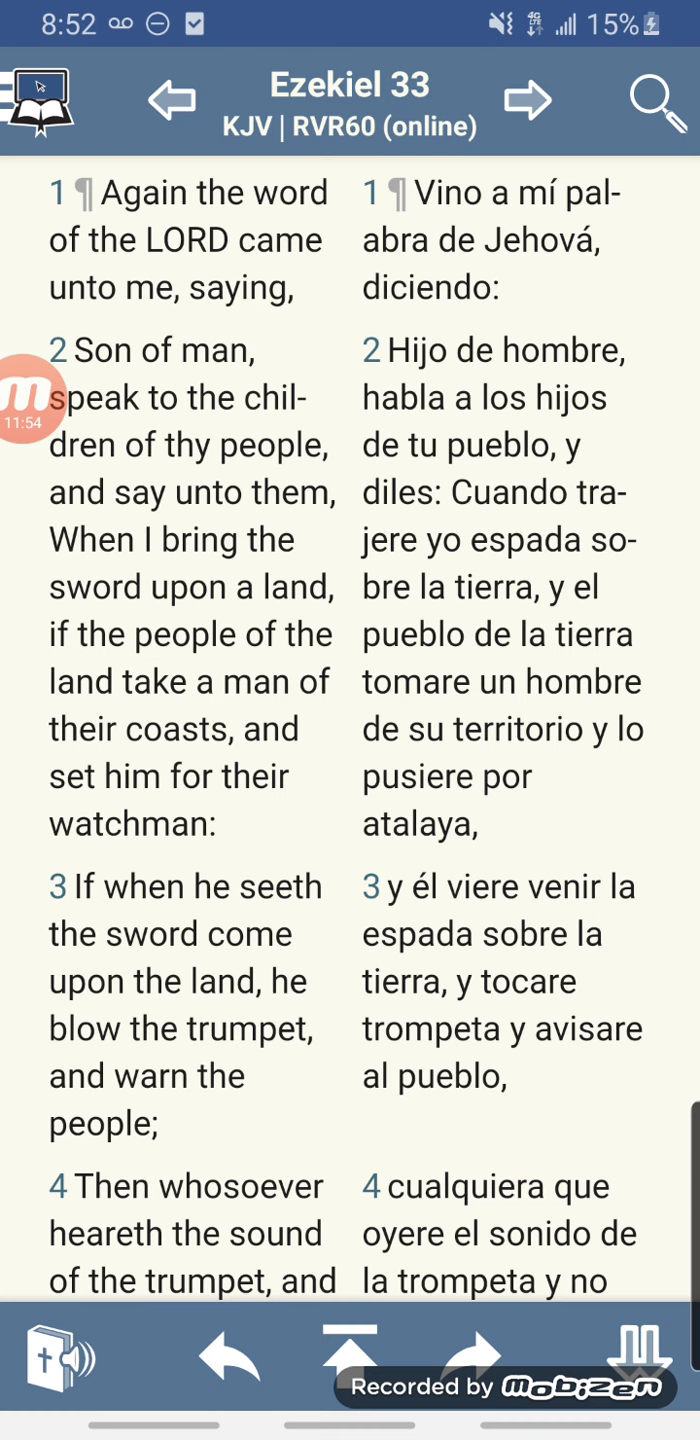 8:52
4G LTE
15%
Ezekiel 33
KJV | RVR60 (online)
1 ¶ Again the word
of the LORD came
unto me, saying,
2 Son of man,
speak to the chil-
dren of thy people,
and say unto them,
When I bring the
sword upon a land,
if the people of the
land take a man of
their coasts, and
set him for their
watchman:
3 If when he seeth
the sword come
upon the land, he
blow the trumpet,
and warn the
people;
4 Then whosoever
heareth the sound
of the trumpet, and
1 ¶ Vino a mí pal-
abra de Jehová,
diciendo:
2 Hijo de hombre,
habla a los hijos
de tu pueblo, y
diles: Cuando tra-
jere yo espada so-
bre la tierra, y el
pueblo de la tierra
tomare un hombre
de su territorio y lo
pusiere por
atalaya,
3 y él viere venir la
espada sobre la
tierra, y tocare
trompeta y avisare
al pueblo,
4 cualquiera que
oyere el sonido de
la trompeta y no
m
11:54
Recorded by Mobizen